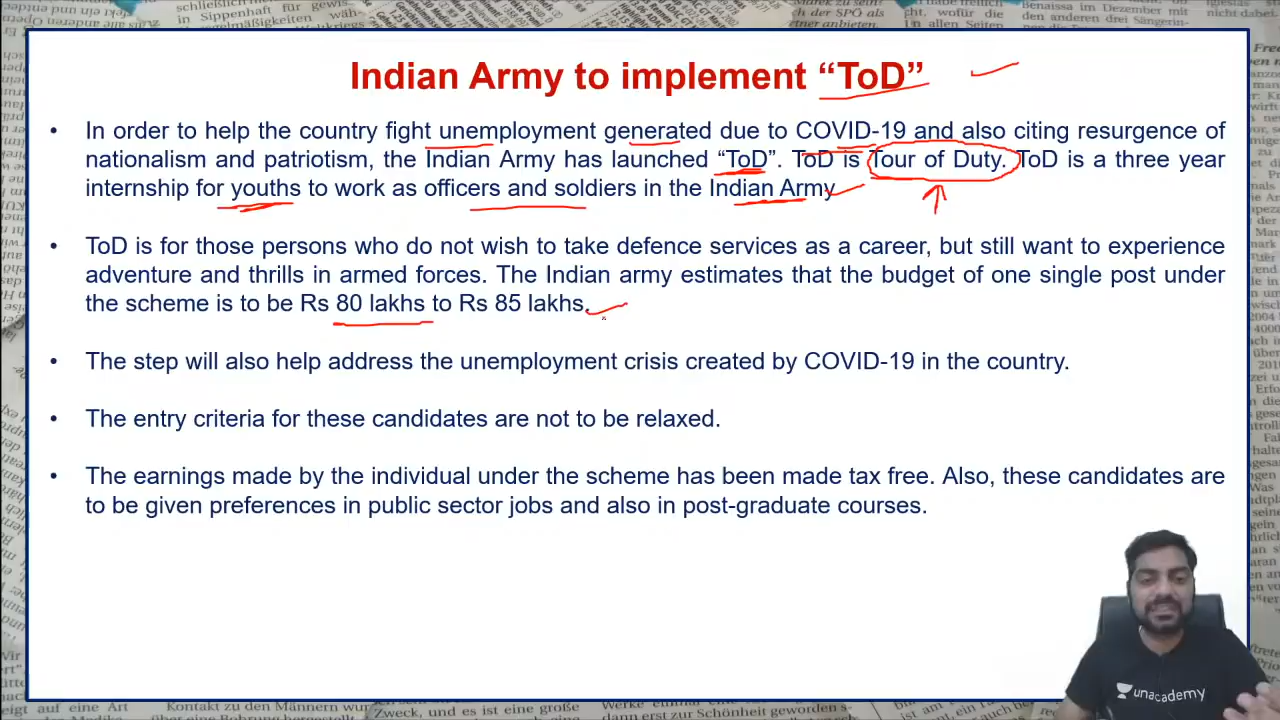 Indian Army to implement “ToD”
• In order to help the country fight unemployment generated due to COVID-19 and also citing resurgence of
nationalism and patriotism, the Indian Army has launched “ToD”. ToD is Tour of Duty. ToD is a three year
internship for youths to work as officers and soldiers in the Indian Army
• ToD is for those persons who do not wish to take defence services as a career, but still want to experience
adventure and thrills in armed forces. The Indian army estimates that the budget of one single post under
the scheme is to be Rs 80 lakhs to Rs 85 lakhs.
• The step will also help address the unemployment crisis created by COVID-19 in the country.
• The entry criteria for these candidates are not to be relaxed.
• The earnings made by the individual under the scheme has been made tax free. Also, these candidates are
to be given preferences in public sector jobs and also in post-graduate courses.
unacademy